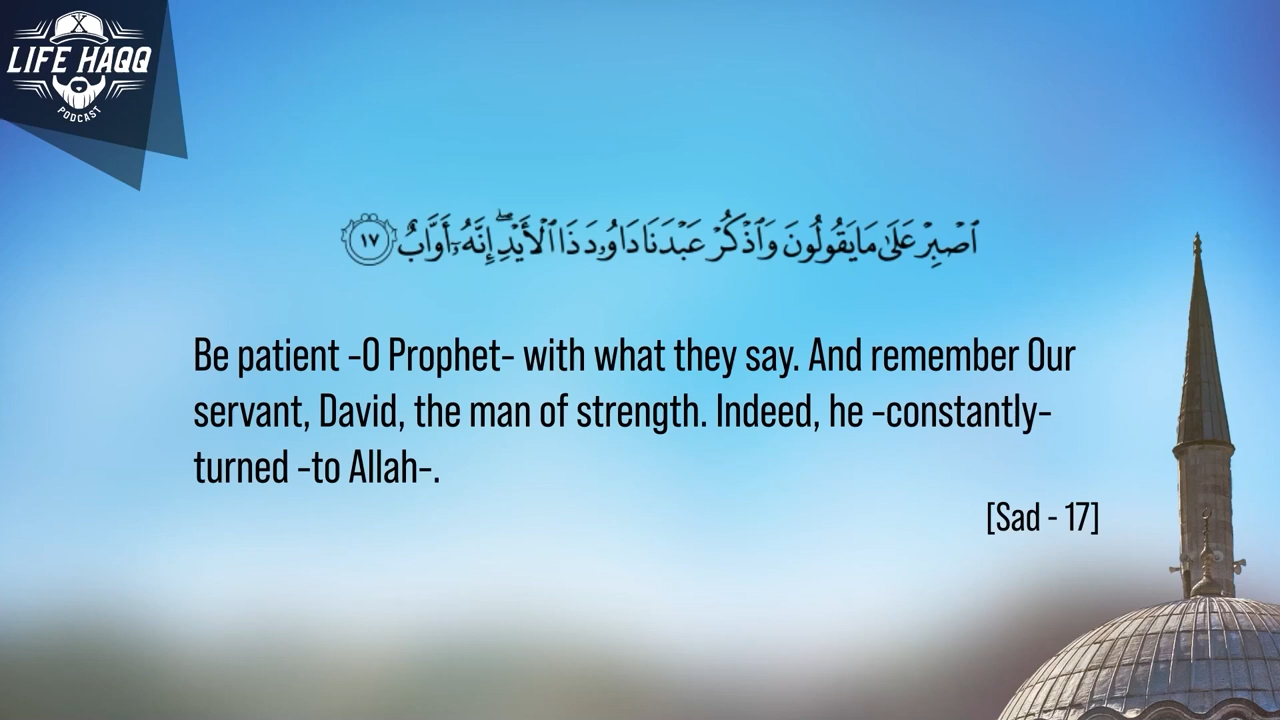 LIFE HAQQ
PODCAST
ٱصۡبِرۡ عَلَىٰ مَا يَقُولُونَ وَٱذۡكُرۡ عَبۡدَنَا دَاوُۥدَ ذَا ٱلۡأَيۡدِۖ إِنَّهُۥٓ أَوَّابٌ ١٧
Be patient -O Prophet- with what they say. And remember Our
servant, David, the man of strength. Indeed, he -constantly-
turned -to Allah-.
[Sad - 17]